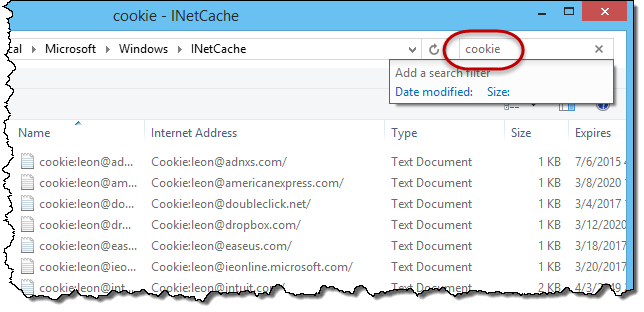 cookie - INetCache
cal ▸ Microsoft ▸ Windows ▸ INetCache
cookie
Add a search filter
Date modified: Size:
Name Internet Address Type Size Expires
cookie:leon@ad... Cookie:leon@adnxs.com/ Text Document 1 KB 7/6/2015 4
cookie:leon@am... Cookie:leon@americanexpress.com/ Text Document 1 KB 3/8/2020 1
cookie:leon@do... Cookie:leon@doubleclick.net/ Text Document 1 KB 3/4/2017 1
cookie:leon@dr... Cookie:leon@dropbox.com/ Text Document 1 KB 3/12/2020
cookie:leon@eas... Cookie:leon@easeus.com/ Text Document 1 KB 3/18/2017
cookie:leon@ieo... Cookie:leon@ieonline.microsoft.com/ Text Document 1 KB 3/20/2017
cookie:leon@int... Cookie:leon@intuit.com/ Text Document 2 KB